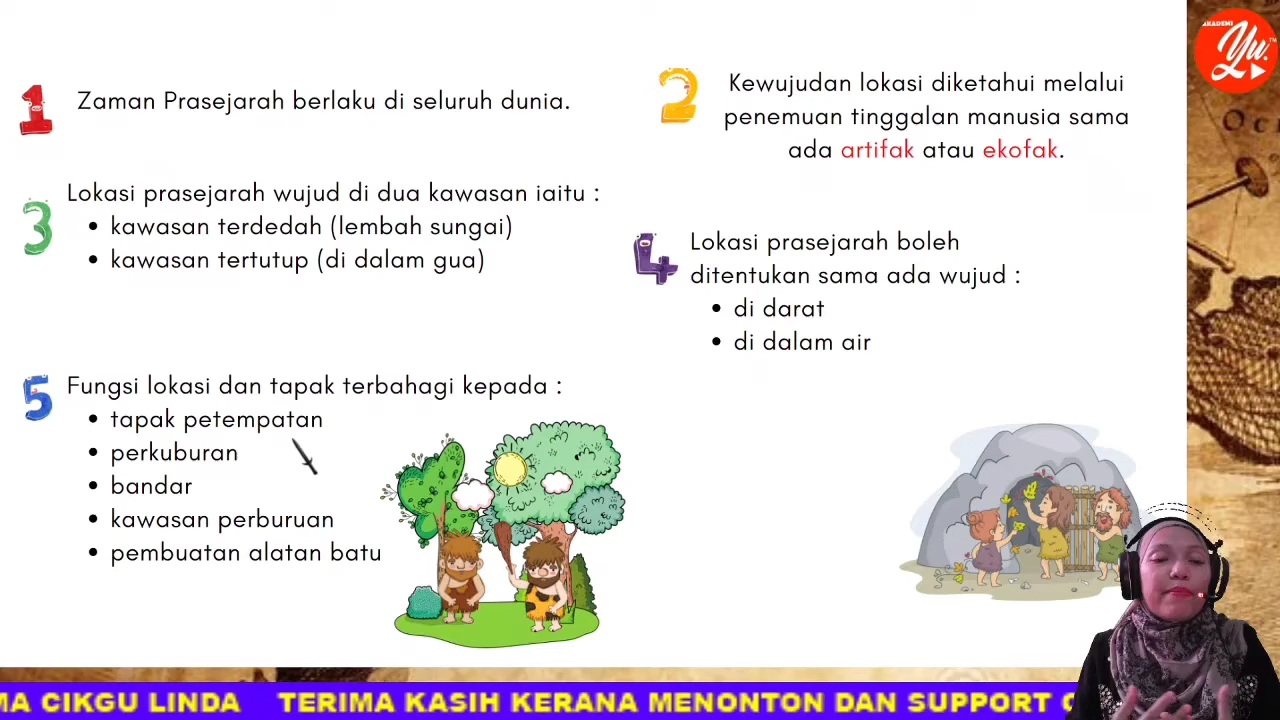 1
Zaman Prasejarah berlaku di seluruh dunia.
2
Kewujudan lokasi diketahui melalui
penemuan tinggalan manusia sama
ada artifak atau ekofak.
3
Lokasi prasejarah wujud di dua kawasan iaitu :
• kawasan terdedah (lembah sungai)
• kawasan tertutup (di dalam gua)
4
Lokasi prasejarah boleh
ditentukan sama ada wujud :
• di darat
• di dalam air
5
Fungsi lokasi dan tapak terbahagi kepada :
• tapak petempatan
• perkuburan
• bandar
• kawasan perburuan
• pembuatan alatan batu
AKADEMI
Yu.
TM
MA CIKGU LINDA TERIMA KASIH KERANA MENONTON DAN SUPPORT